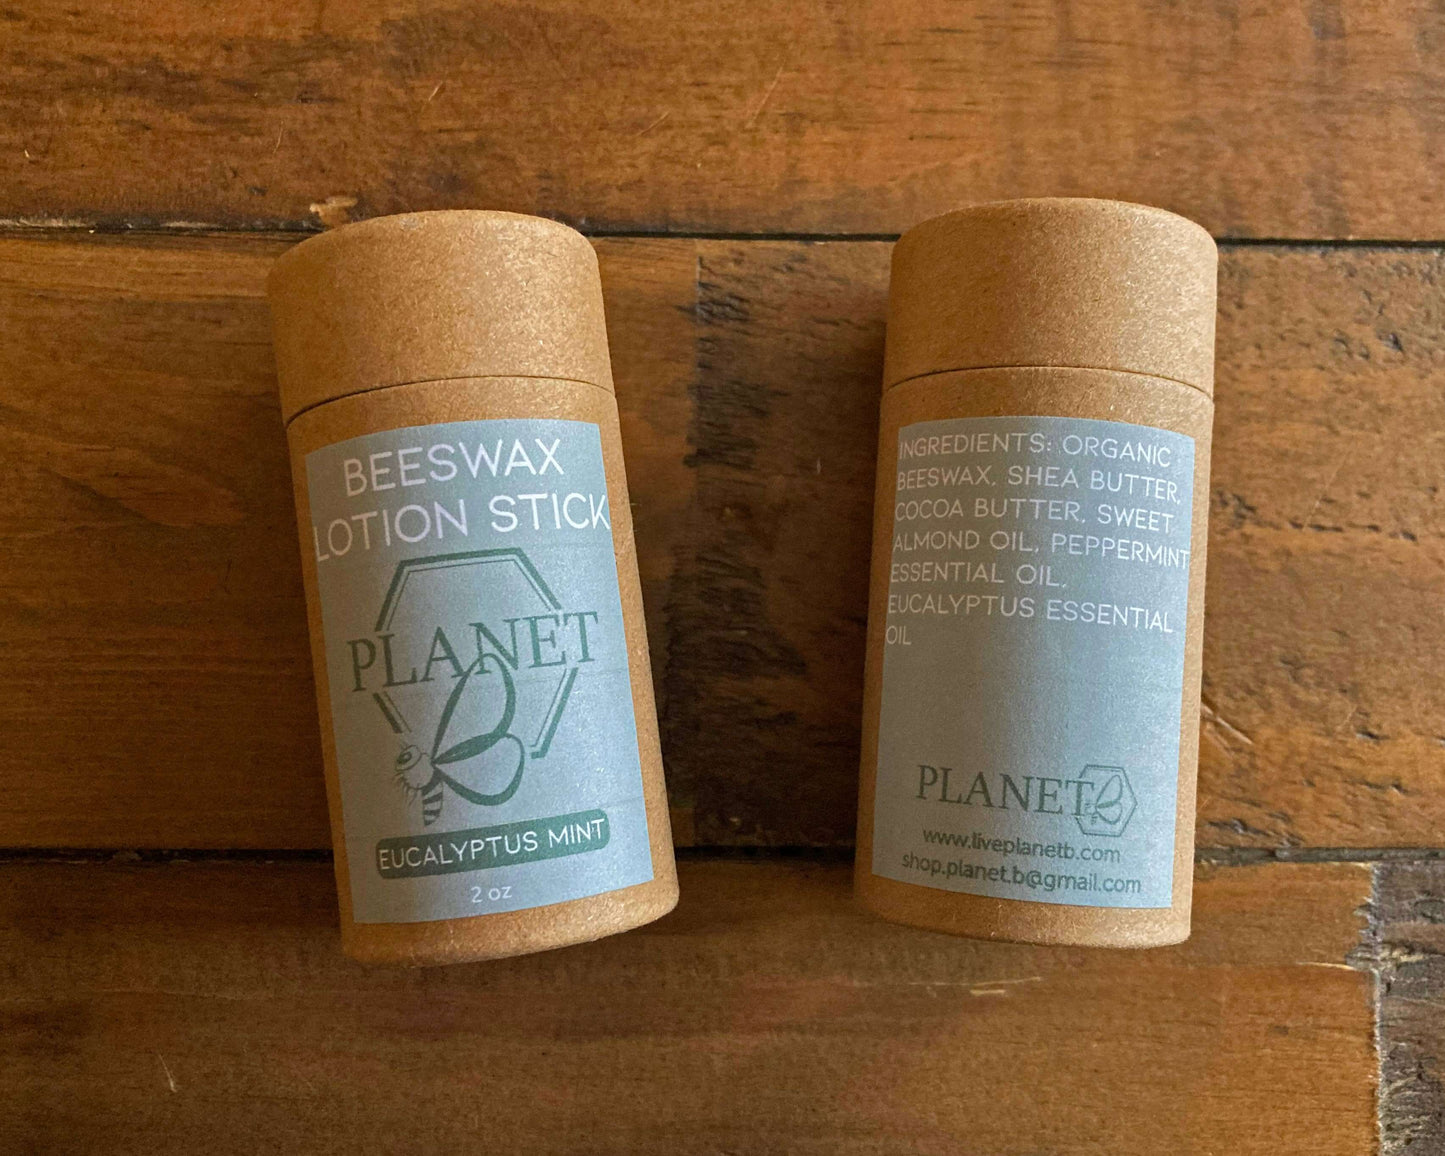 BEESWAX
LOTION STICK
PLANET
EUCALYPTUS MINT
2 oz
INGREDIENTS: ORGANIC
BEESWAX, SHEA BUTTER,
COCOA BUTTER, SWEET
ALMOND OIL, PEPPERMINT
ESSENTIAL OIL,
EUCALYPTUS ESSENTIAL
OIL
PLANET B
www.liveplanetb.com
shop.planet.b@gmail.com